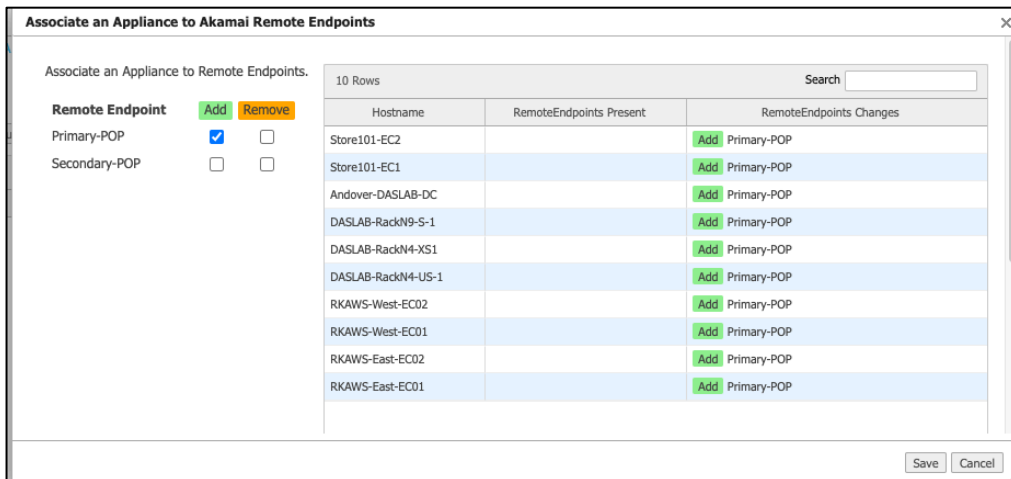 Associate an Appliance to Akamai Remote Endpoints
Associate an Appliance to Remote Endpoints.
Remote Endpoint Add Remove
Primary-POP
Secondary-POP
10 Rows Search
Hostname RemoteEndpoints Present RemoteEndpoints Changes
Store101-EC2 Add Primary-POP
Store101-EC1 Add Primary-POP
Andover-DASLAB-DC Add Primary-POP
DASLAB-RackN9-S-1 Add Primary-POP
DASLAB-RackN4-XS1 Add Primary-POP
DASLAB-RackN4-US-1 Add Primary-POP
RKAWS-West-EC02 Add Primary-POP
RKAWS-West-EC01 Add Primary-POP
RKAWS-East-EC02 Add Primary-POP
RKAWS-East-EC01 Add Primary-POP
Save Cancel